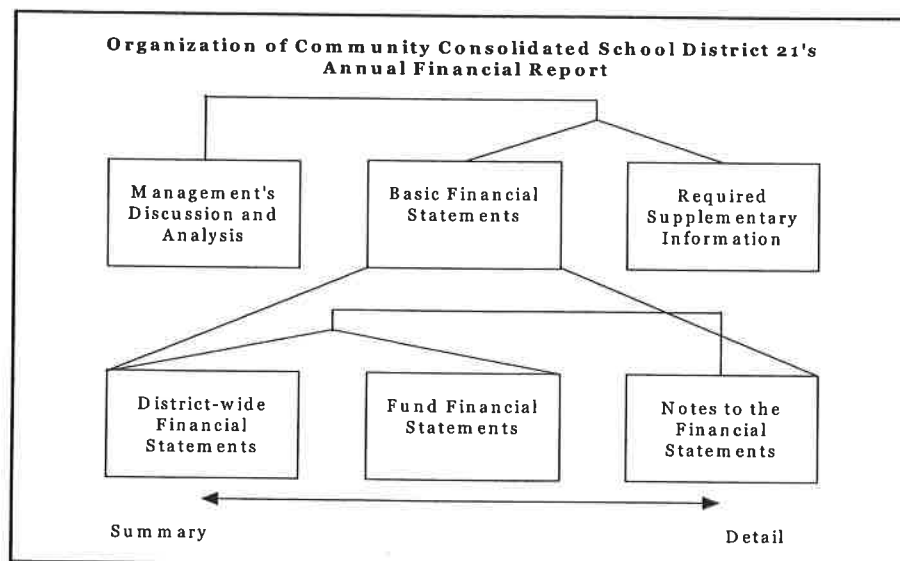 Organization of Community Consolidated School District 21's
Annual Financial Report
Management's
Discussion and
Analysis
Basic Financial
Statements
Required
Supplementary
Information
District-wide
Financial
Statements
Fund Financial
Statements
Notes to the
Financial
Statements
Summary
Detail